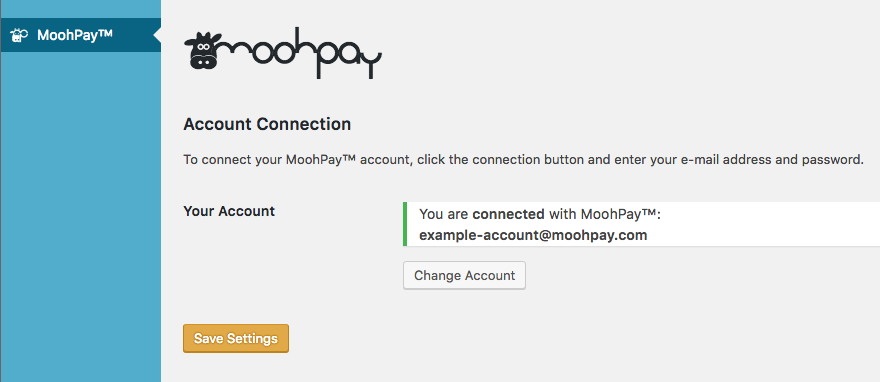 MoohPay™
moohpay
Account Connection
To connect your MoohPay™ account, click the connection button and enter your e-mail address and password.
Your Account
You are connected with MoohPay™:
example-account@moohpay.com
Change Account
Save Settings